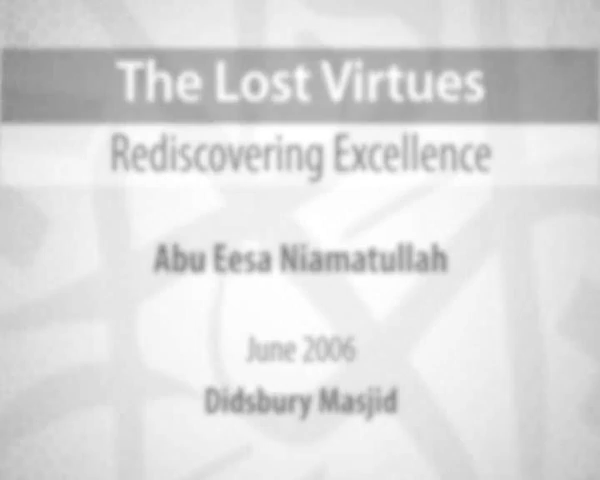 The Lost Virtues
Rediscovering Excellence
Abu Eesa Niamatullah
June 2006
Didsbury Masjid